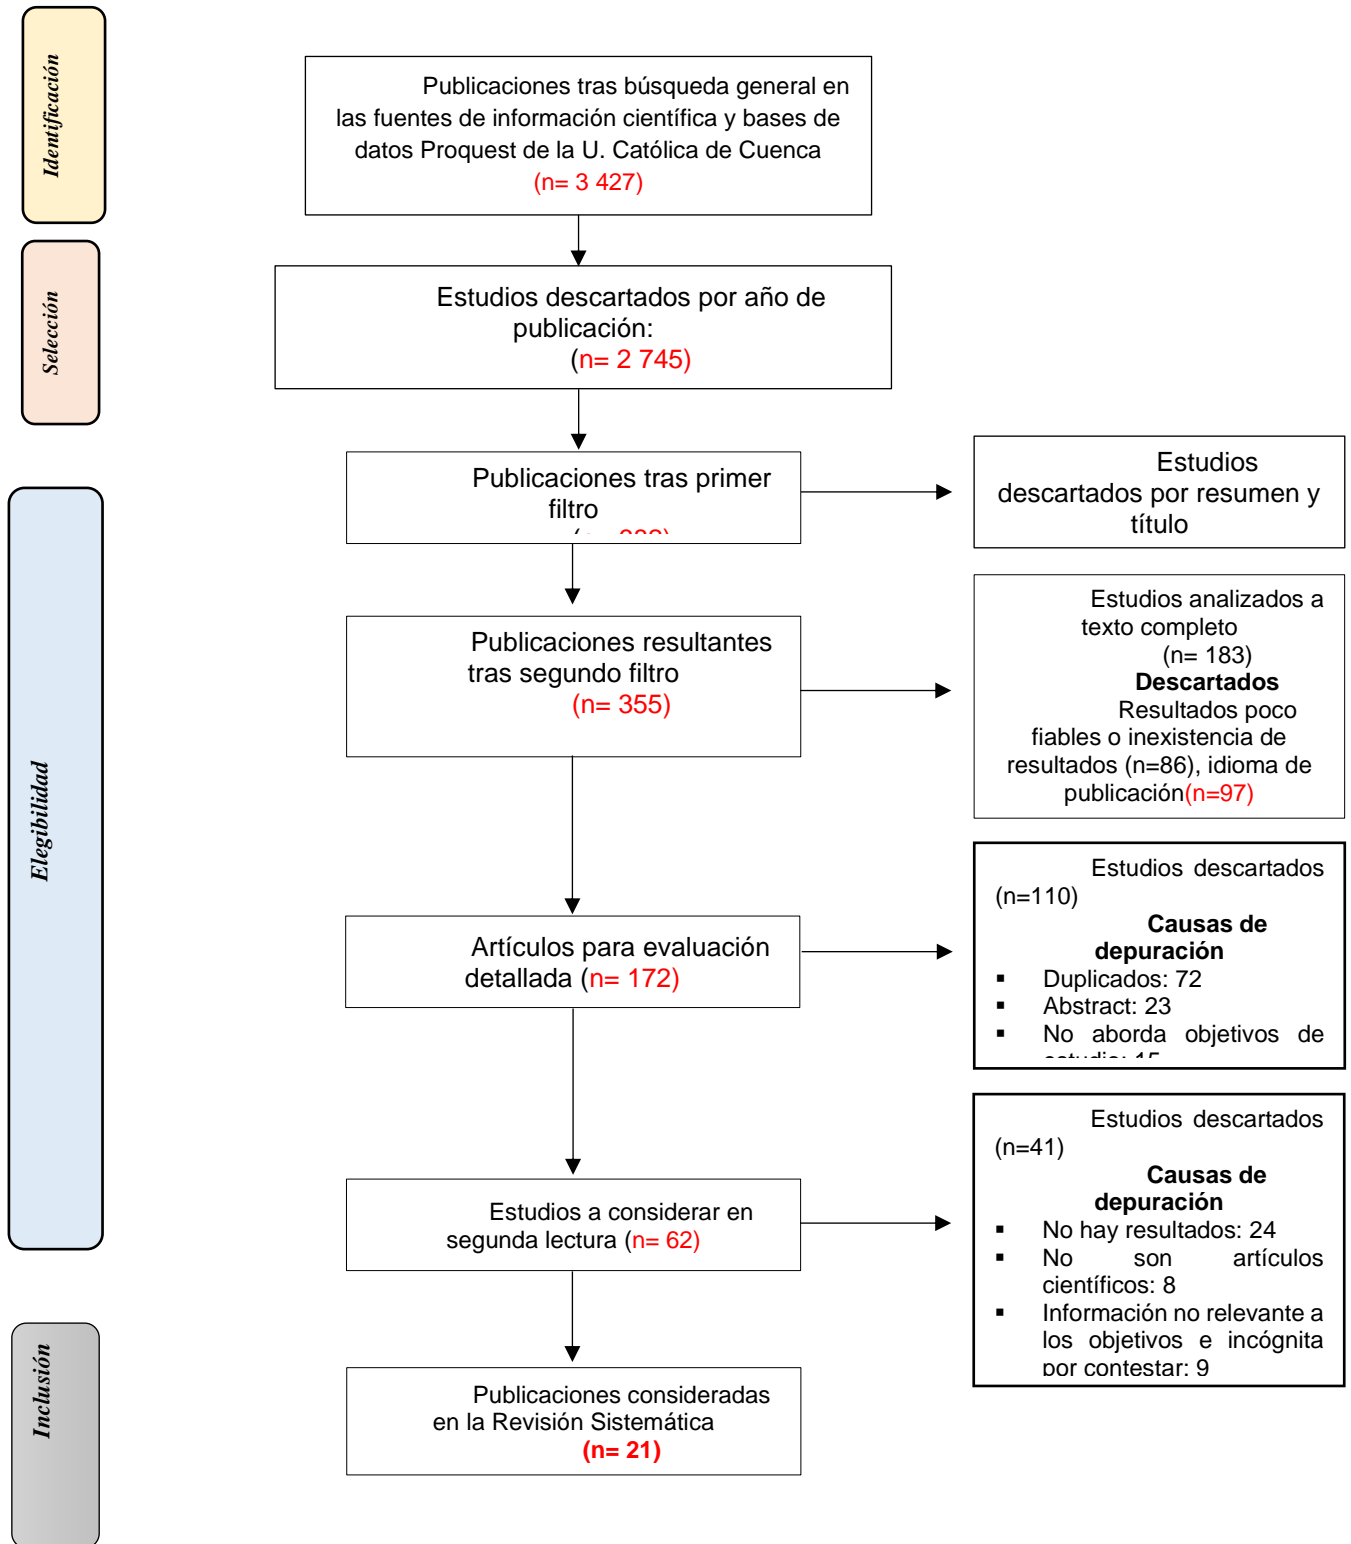 Identificación
Publicaciones tras búsqueda general en
las fuentes de información científica y bases de
datos Proquest de la U. Católica de Cuenca
(n= 3 427)
Selección
Estudios descartados por año de
publicación:
(n= 2 745)
Elegibilidad
Publicaciones tras primer
filtro
Estudios
descartados por resumen y
título
Publicaciones resultantes
tras segundo filtro
(n= 355)
Estudios analizados a
texto completo
(n= 183)
Descartados
Resultados poco
fiables o inexistencia de
resultados (n=86), idioma de
publicación(n=97)
Artículos para evaluación
detallada (n= 172)
Estudios descartados
(n=110)
Causas de
depuración
▪ Duplicados: 72
▪ Abstract: 23
▪ No aborda objetivos de
estudio: 15
Estudios a considerar en
segunda lectura (n= 62)
Estudios descartados
(n=41)
Causas de
depuración
▪ No hay resultados: 24
▪ No son artículos
científicos: 8
▪ Información no relevante a
los objetivos e incógnita
por contestar: 9
Inclusión
Publicaciones consideradas
en la Revisión Sistemática
(n= 21)